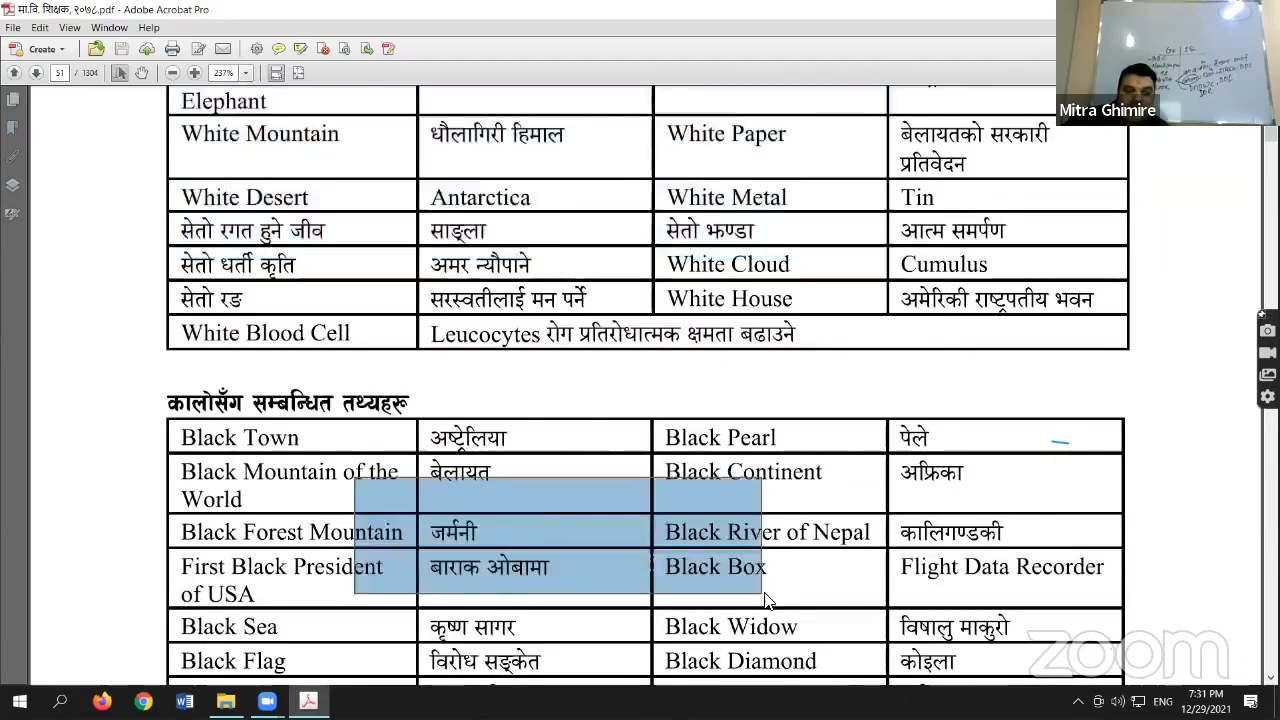 मा.वि. शिक्षक, २०७८.pdf - Adobe Acrobat Pro
File Edit View Window Help
Create
51 / 1304 237%
Mitra Ghimire
Elephant
White Mountain धौलागिरी हिमाल White Paper बेलायतको सरकारी
प्रतिवेदन
White Desert Antarctica White Metal Tin
सेतो रगत हुने जीव साङ्ला सेतो झण्डा आत्म समर्पण
सेतो धर्ती कृति अमर न्यौपाने White Cloud Cumulus
सेतो रङ सरस्वतीलाई मन पर्ने White House अमेरिकी राष्ट्रपतीय भवन
White Blood Cell Leucocytes रोग प्रतिरोधात्मक क्षमता बढाउने
कालोसँग सम्बन्धित तथ्यहरू
Black Town अष्ट्रेलिया Black Pearl पेले
Black Mountain of the बेलायत Black Continent अफ्रिका
World
Black Forest Mountain जर्मनी Black River of Nepal कालिगण्डकी
First Black President बाराक ओबामा Black Box Flight Data Recorder
of USA
Black Sea कृष्ण सागर Black Widow विषालु माकुरो
Black Flag विरोध सङ्केत Black Diamond कोइला
zoom
ENG 7:31 PM
12/29/2021